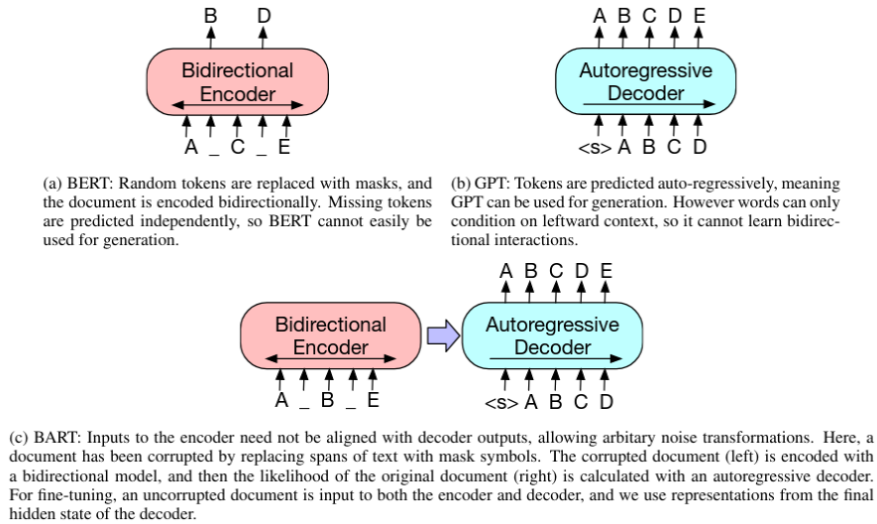 B D
Bidirectional
Encoder
A _ C _ E
A B C D E
Autoregressive
Decoder
<s> A B C D
(a) BERT: Random tokens are replaced with masks, and
the document is encoded bidirectionally. Missing tokens
are predicted independently, so BERT cannot easily be
used for generation.
(b) GPT: Tokens are predicted auto-regressively, meaning
GPT can be used for generation. However words can only
condition on leftward context, so it cannot learn bidirec-
tional interactions.
Bidirectional
Encoder
A _ B _ E
A B C D E
Autoregressive
Decoder
<s> A B C D
(c) BART: Inputs to the encoder need not be aligned with decoder outputs, allowing arbitary noise transformations. Here, a
document has been corrupted by replacing spans of text with mask symbols. The corrupted document (left) is encoded with
a bidirectional model, and then the likelihood of the original document (right) is calculated with an autoregressive decoder.
For fine-tuning, an uncorrupted document is input to both the encoder and decoder, and we use representations from the final
hidden state of the decoder.